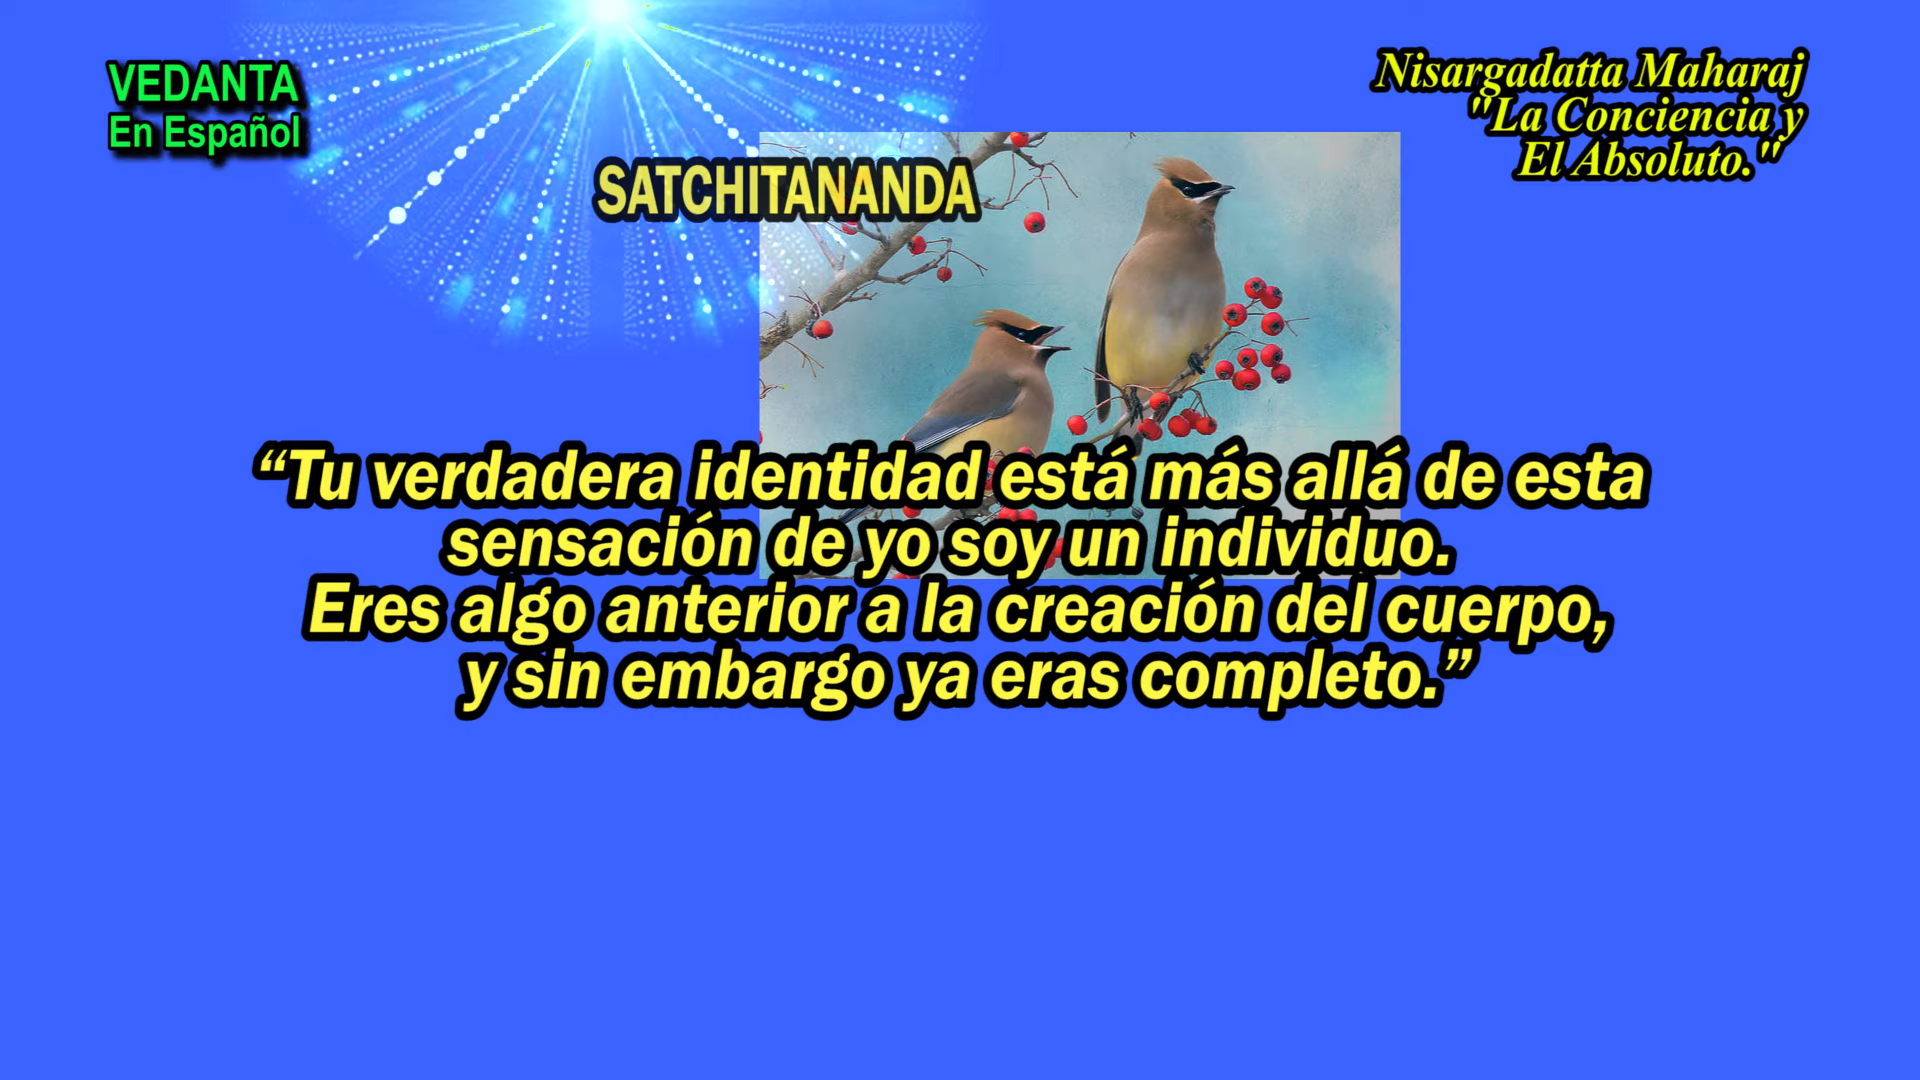 VEDANTA
En Español
Nisargadatta Maharaj
"La Conciencia y
El Absoluto."
SATCHITANANDA
“Tu verdadera identidad está más allá de esta
sensación de yo soy un individuo.
Eres algo anterior a la creación del cuerpo,
y sin embargo ya eras completo.”